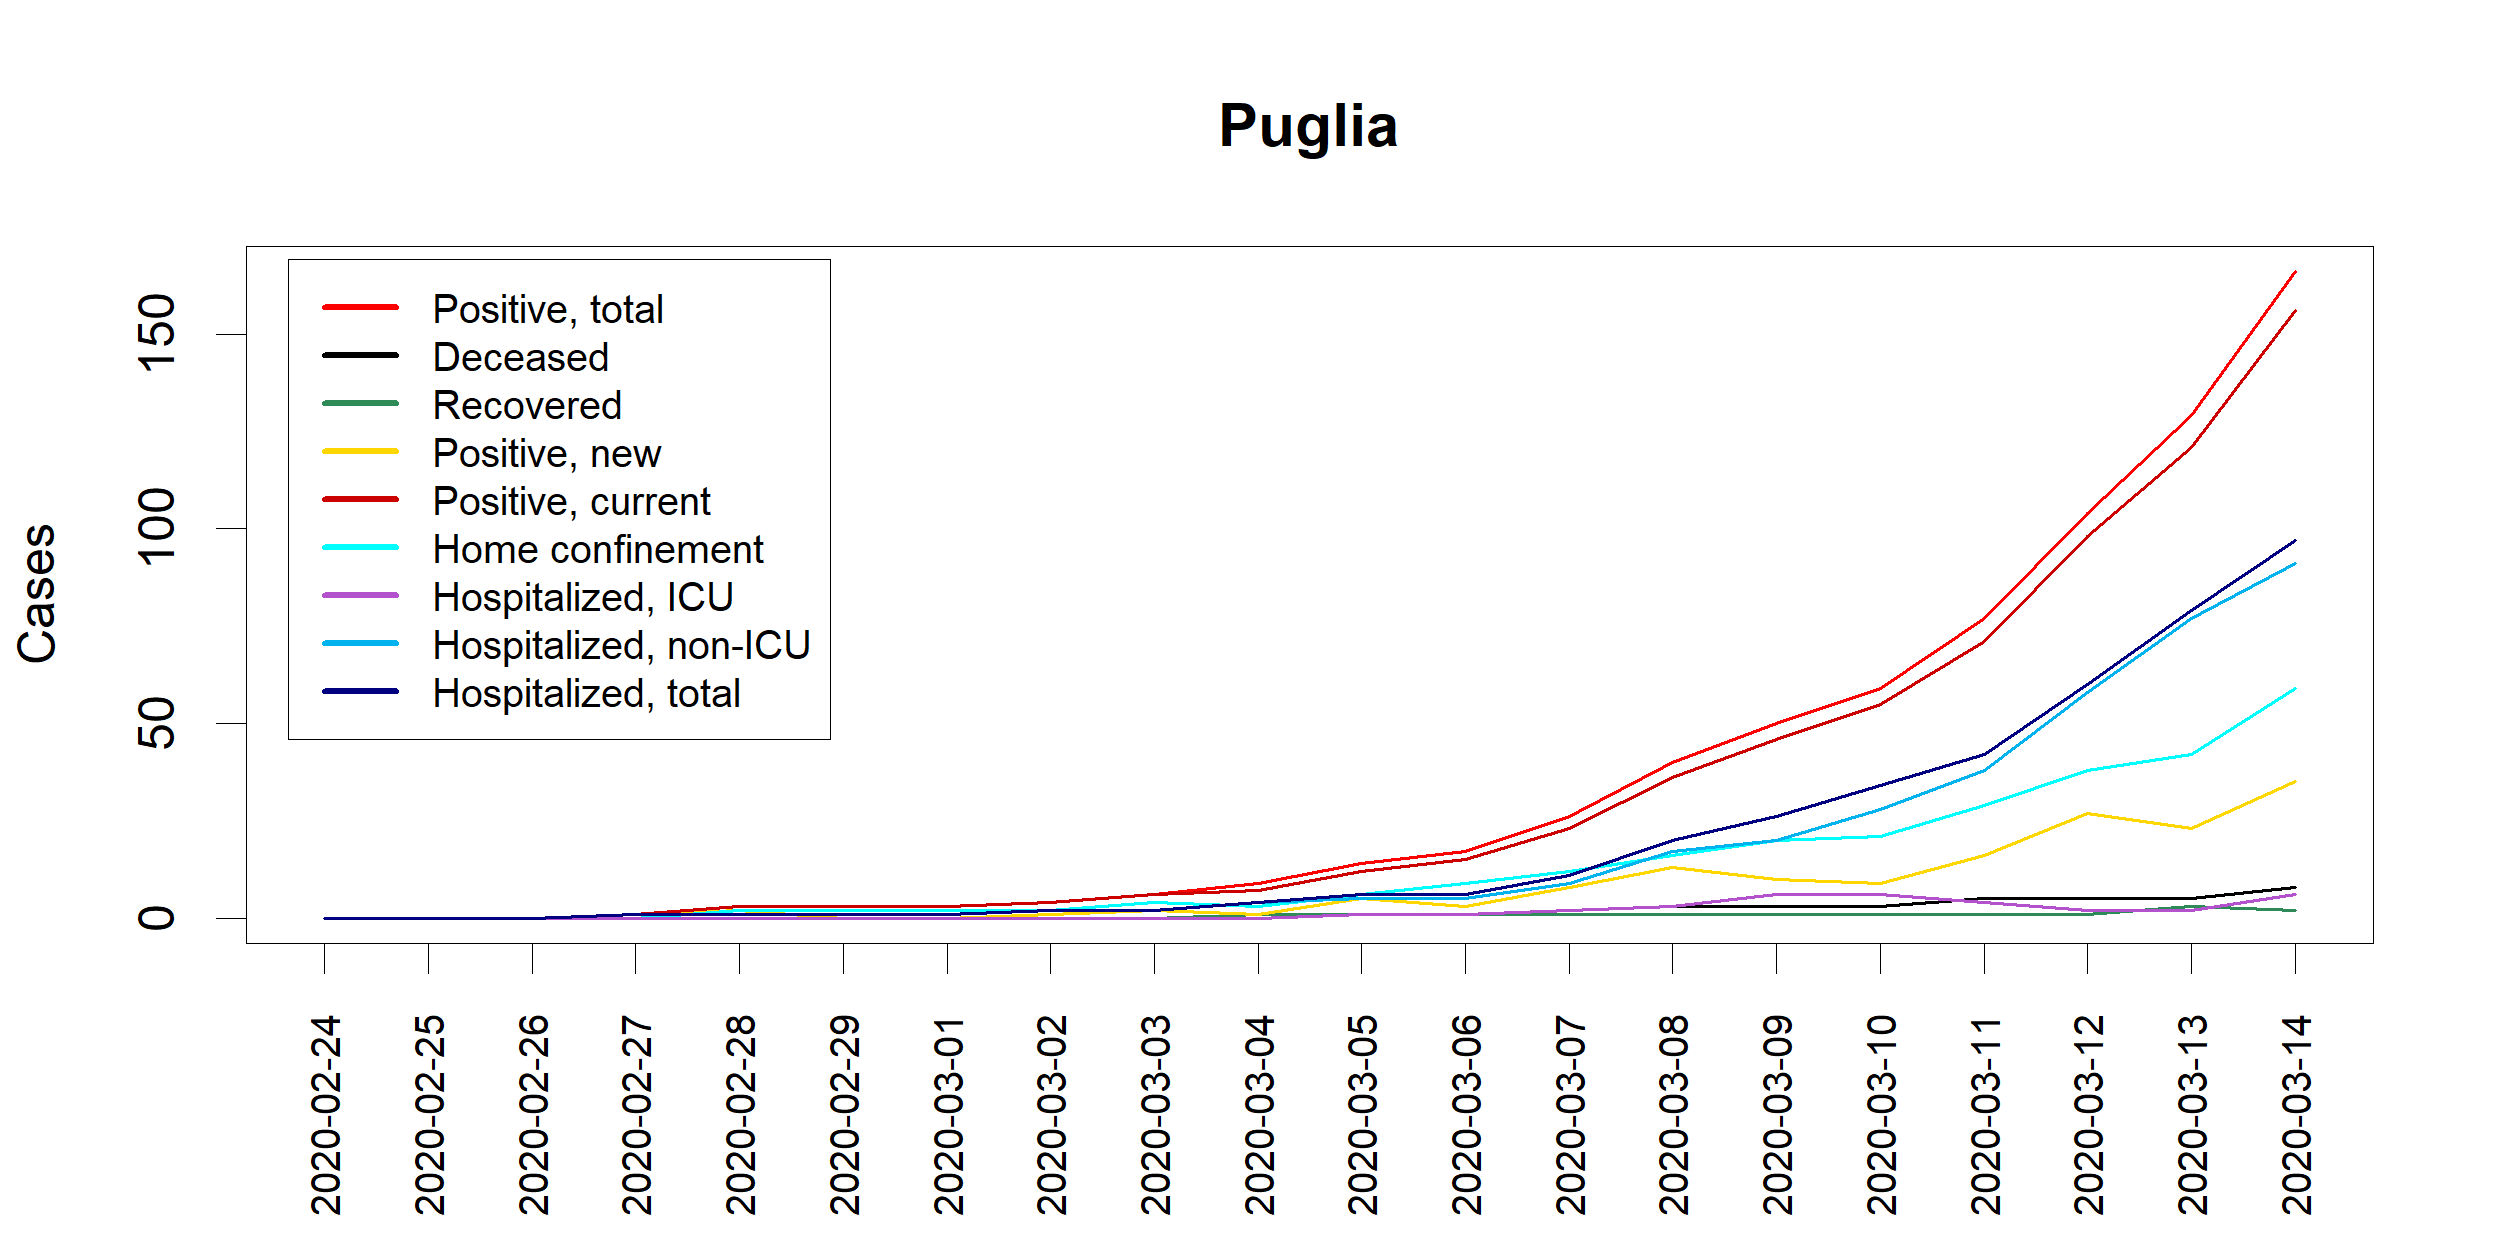 Puglia
Cases
150
100
50
0
Positive, total
Deceased
Recovered
Positive, new
Positive, current
Home confinement
Hospitalized, ICU
Hospitalized, non-ICU
Hospitalized, total
2020-02-24
2020-02-25
2020-02-26
2020-02-27
2020-02-28
2020-02-29
2020-03-01
2020-03-02
2020-03-03
2020-03-04
2020-03-05
2020-03-06
2020-03-07
2020-03-08
2020-03-09
2020-03-10
2020-03-11
2020-03-12
2020-03-13
2020-03-14